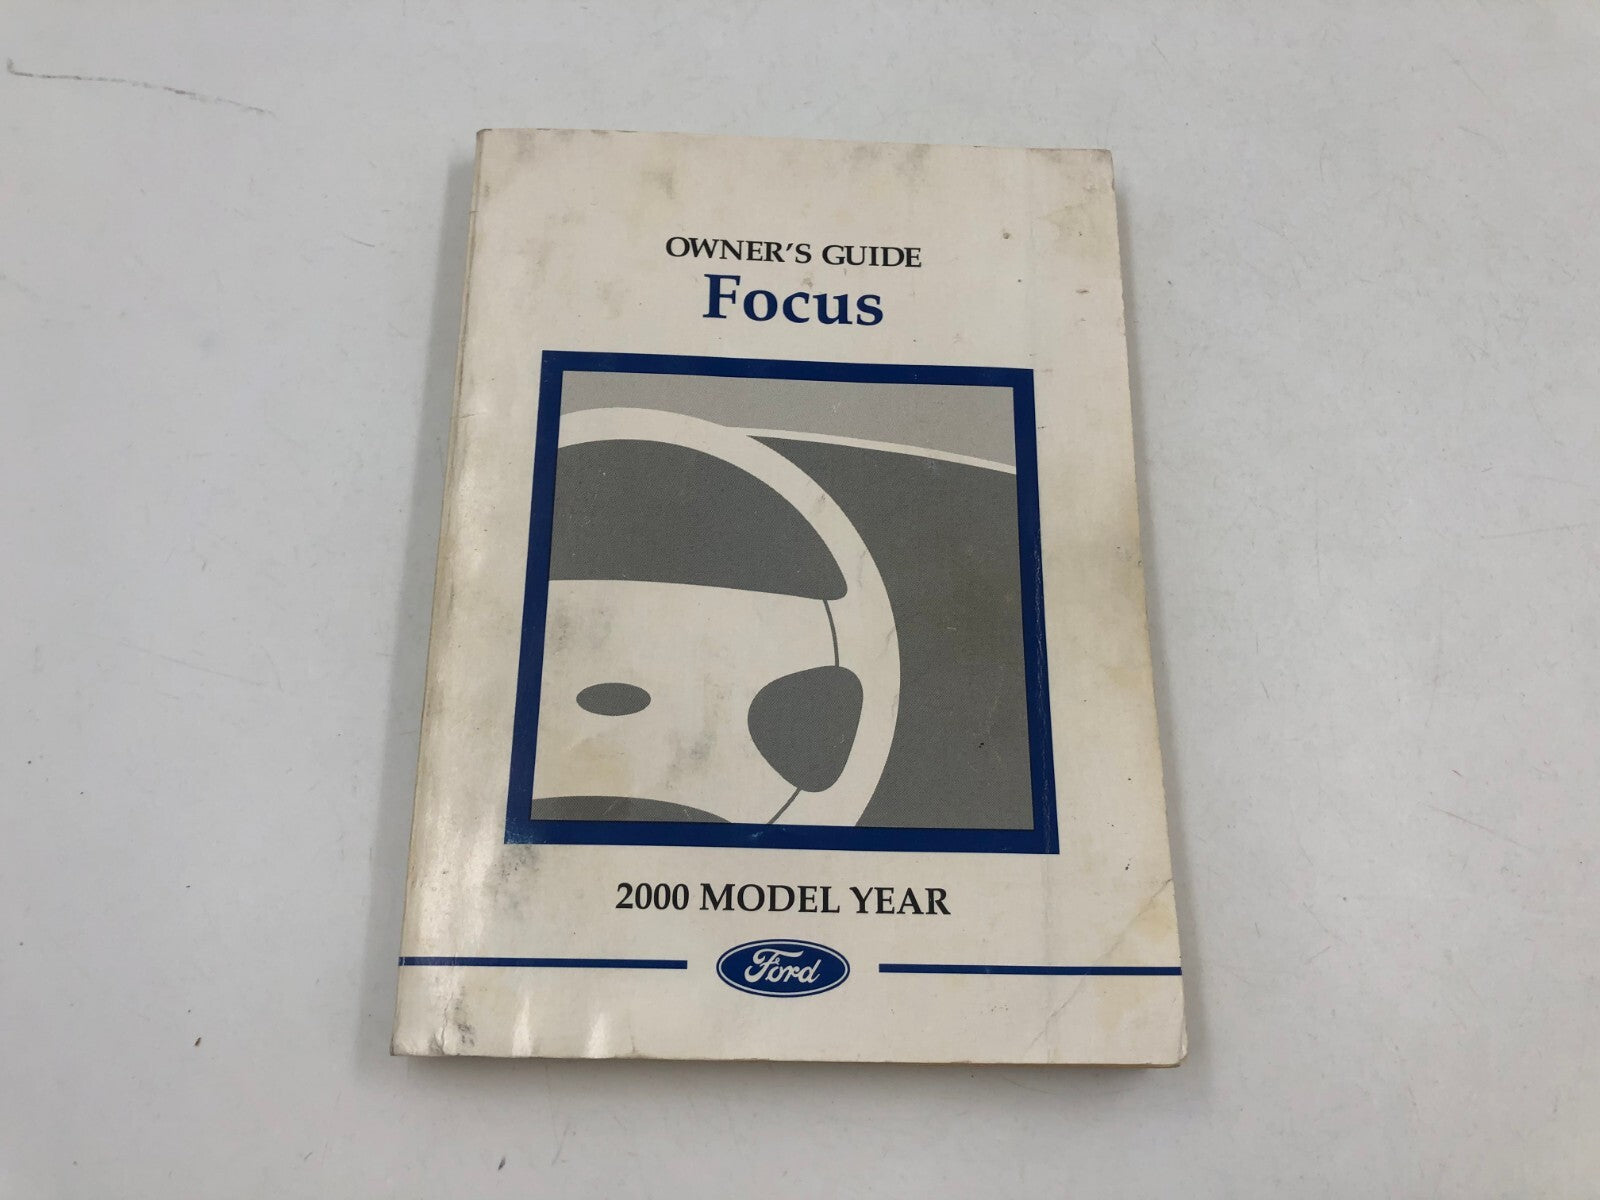 OWNER'S GUIDE
Focus
2000 MODEL YEAR
Ford